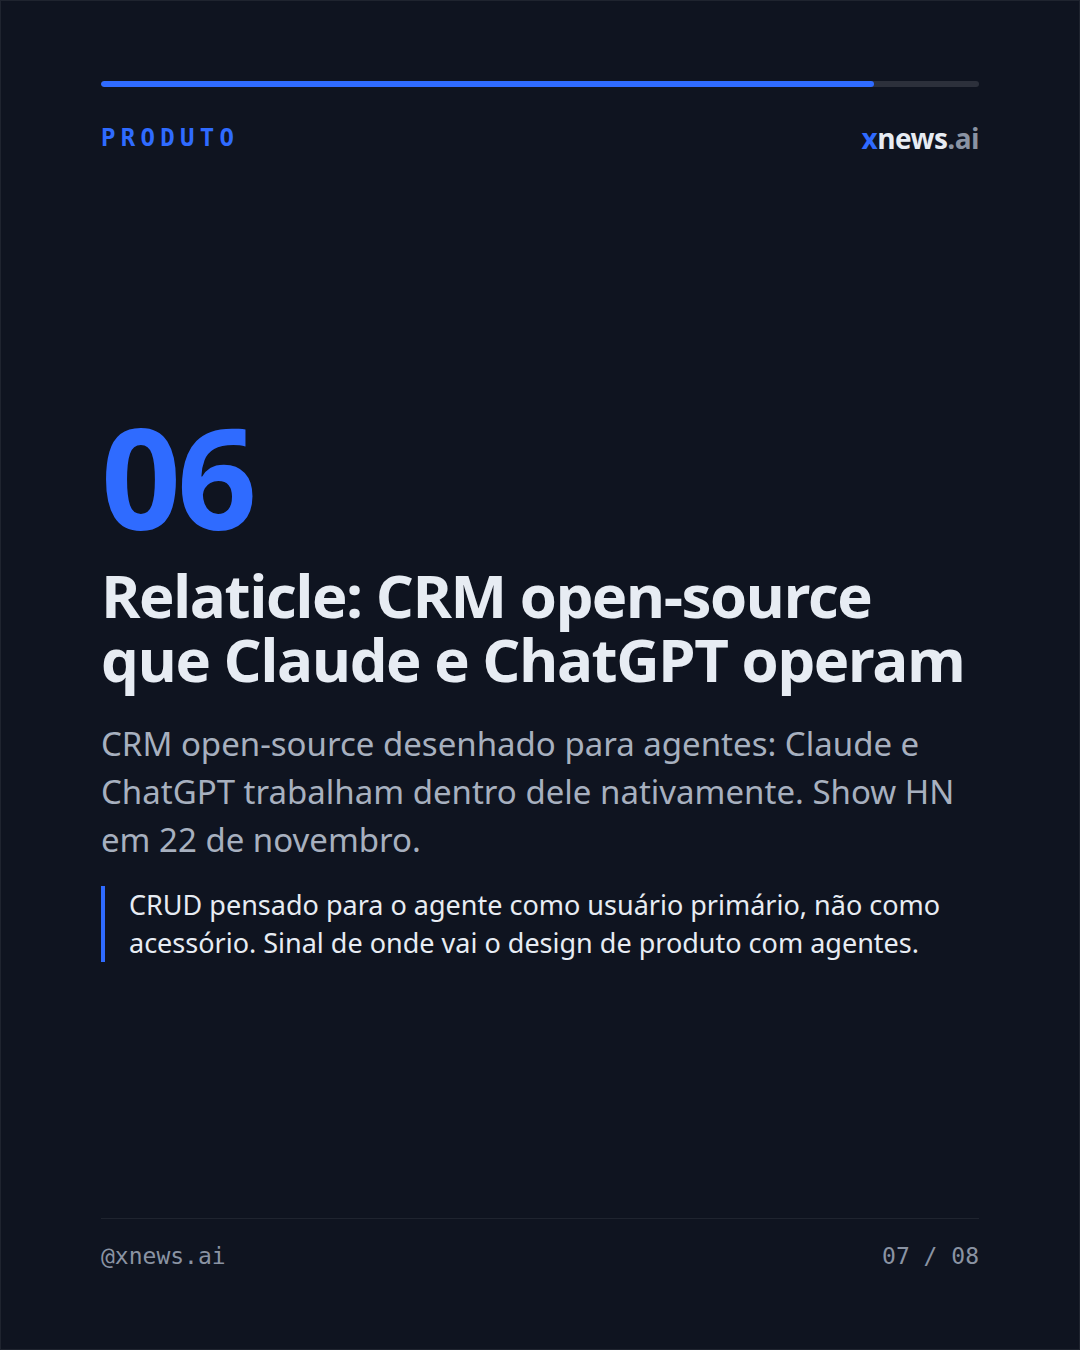 PRODUTO
xnews.ai
06
Relaticle: CRM open-source
que Claude e ChatGPT operam
CRM open-source desenhado para agentes: Claude e
ChatGPT trabalham dentro dele nativamente. Show HN
em 22 de novembro.
CRUD pensado para o agente como usuário primário, não como
acessório. Sinal de onde vai o design de produto com agentes.
@xnews.ai
07 / 08